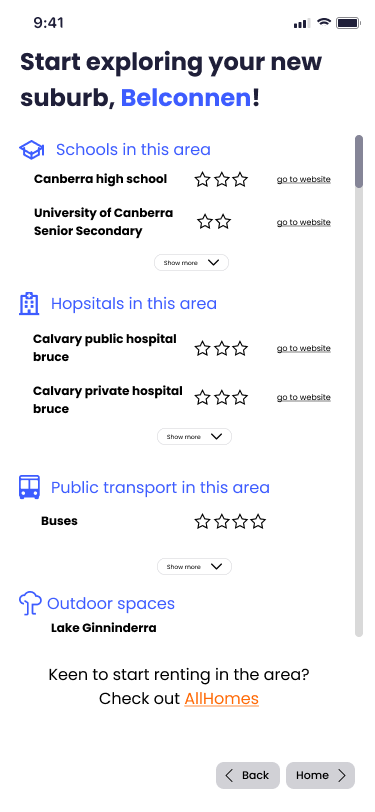 9:41
Start exploring your new
suburb, Belconnen!
Schools in this area
Canberra high school
go to website
University of Canberra
Senior Secondary
go to website
Show more
Hopsitals in this area
Calvary public hospital
bruce
go to website
Calvary private hospital
bruce
go to website
Show more
Public transport in this area
Buses
Show more
Outdoor spaces
Lake Ginninderra
Keen to start renting in the area?
Check out AllHomes
Back
Home